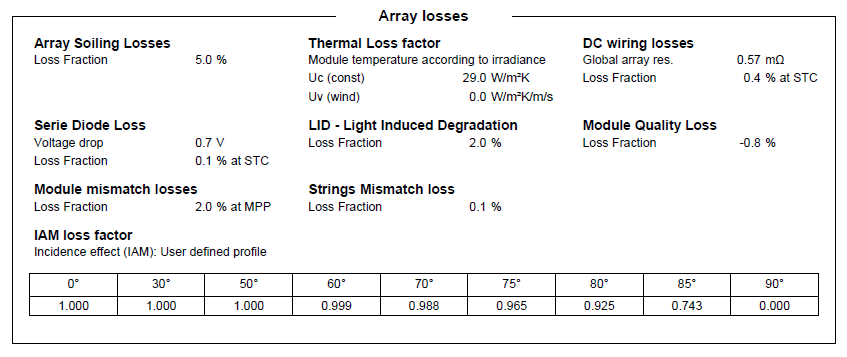 Array losses
Array Soiling Losses
Loss Fraction 5.0 %
Thermal Loss factor
Module temperature according to irradiance
Uc (const) 29.0 W/m²K
Uv (wind) 0.0 W/m²K/m/s
DC wiring losses
Global array res. 0.57 mΩ
Loss Fraction 0.4 % at STC
Serie Diode Loss
Voltage drop 0.7 V
Loss Fraction 0.1 % at STC
LID - Light Induced Degradation
Loss Fraction 2.0 %
Module Quality Loss
Loss Fraction -0.8 %
Module mismatch losses
Loss Fraction 2.0 % at MPP
Strings Mismatch loss
Loss Fraction 0.1 %
IAM loss factor
Incidence effect (IAM): User defined profile
0° 30° 50° 60° 70° 75° 80° 85° 90°
1.000 1.000 1.000 0.999 0.988 0.965 0.925 0.743 0.000